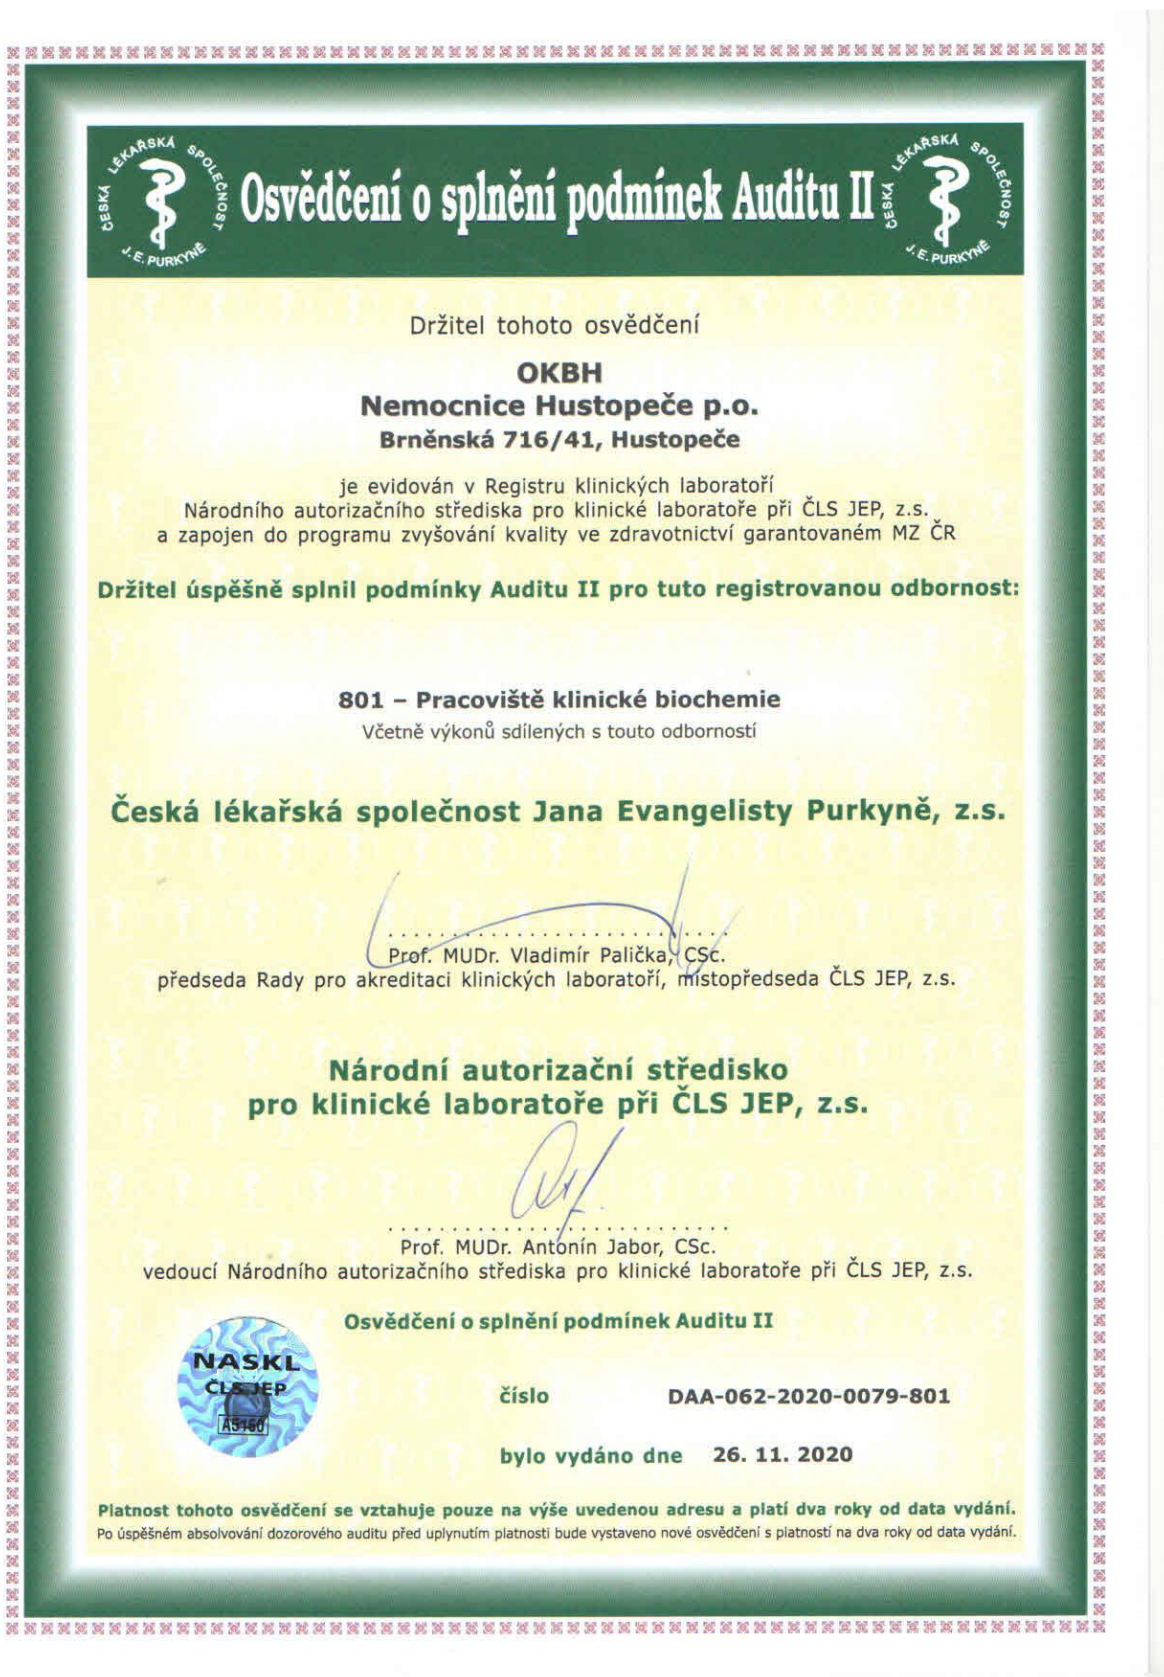 ČESKÁ LÉKAŘSKÁ SPOLEČNOST
J. E. PURKYNĚ
Osvědčení o splnění podmínek Auditu II
ČESKÁ LÉKAŘSKÁ SPOLEČNOST
J. E. PURKYNĚ
Držitel tohoto osvědčení
OKBH
Nemocnice Hustopeče p.o.
Brněnská 716/41, Hustopeče
je evidován v Registru klinických laboratoří
Národního autorizačního střediska pro klinické laboratoře při ČLS JEP, z.s.
a zapojen do programu zvyšování kvality ve zdravotnictví garantovaném MZ ČR
Držitel úspěšně splnil podmínky Auditu II pro tuto registrovanou odbornost:
801 – Pracoviště klinické biochemie
Včetně výkonů sdílených s touto odborností
Česká lékařská společnost Jana Evangelisty Purkyně, z.s.
Prof. MUDr. Vladimír Palička, CSc.
předseda Rady pro akreditaci klinických laboratoří, místopředseda ČLS JEP, z.s.
Národní autorizační středisko
pro klinické laboratoře při ČLS JEP, z.s.
Prof. MUDr. Antonín Jabor, CSc.
vedoucí Národního autorizačního střediska pro klinické laboratoře při ČLS JEP, z.s.
Osvědčení o splnění podmínek Auditu II
NASKL
ČLS JEP
A5160
číslo DAA-062-2020-0079-801
bylo vydáno dne 26. 11. 2020
Platnost tohoto osvědčení se vztahuje pouze na výše uvedenou adresu a platí dva roky od data vydání.
Po úspěšném absolvování dozorového auditu před uplynutím platnosti bude vystaveno nové osvědčení s platností na dva roky od data vydání.